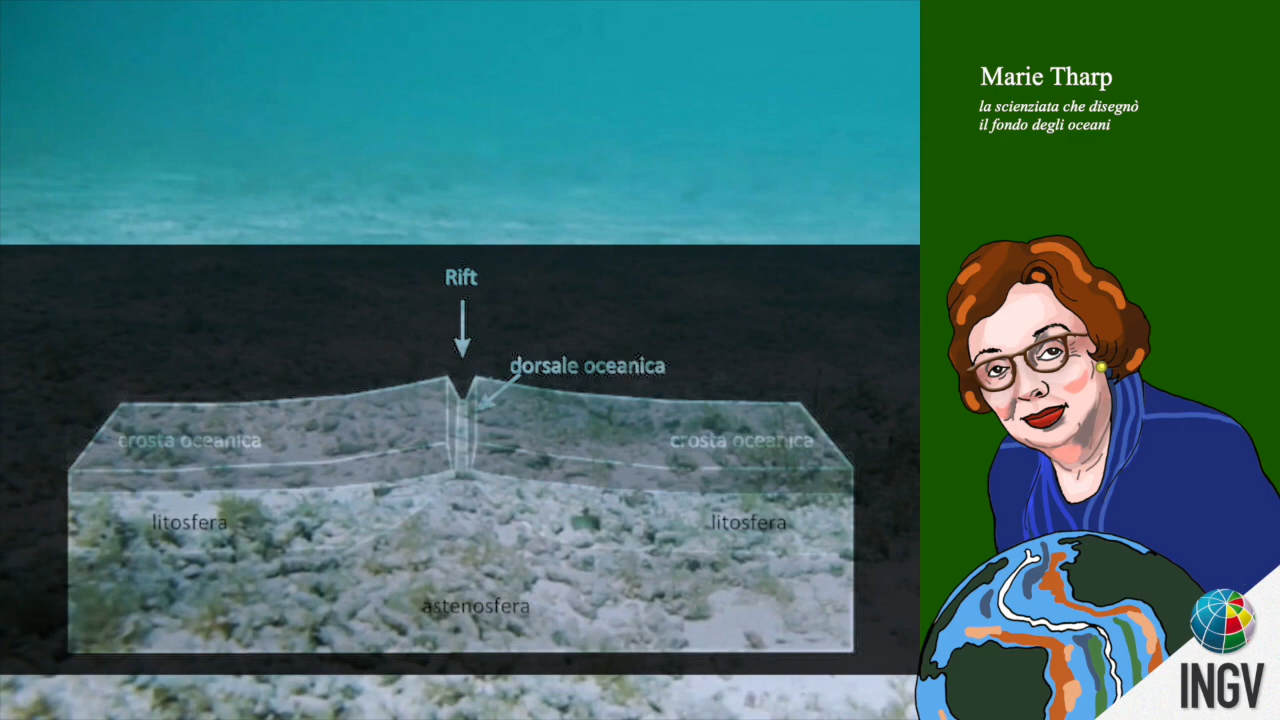 Marie Tharp
la scienziata che disegnò
il fondo degli oceani
Rift
dorsale oceanica
crosta oceanica
crosta oceanica
litosfera
litosfera
astenosfera
INGV